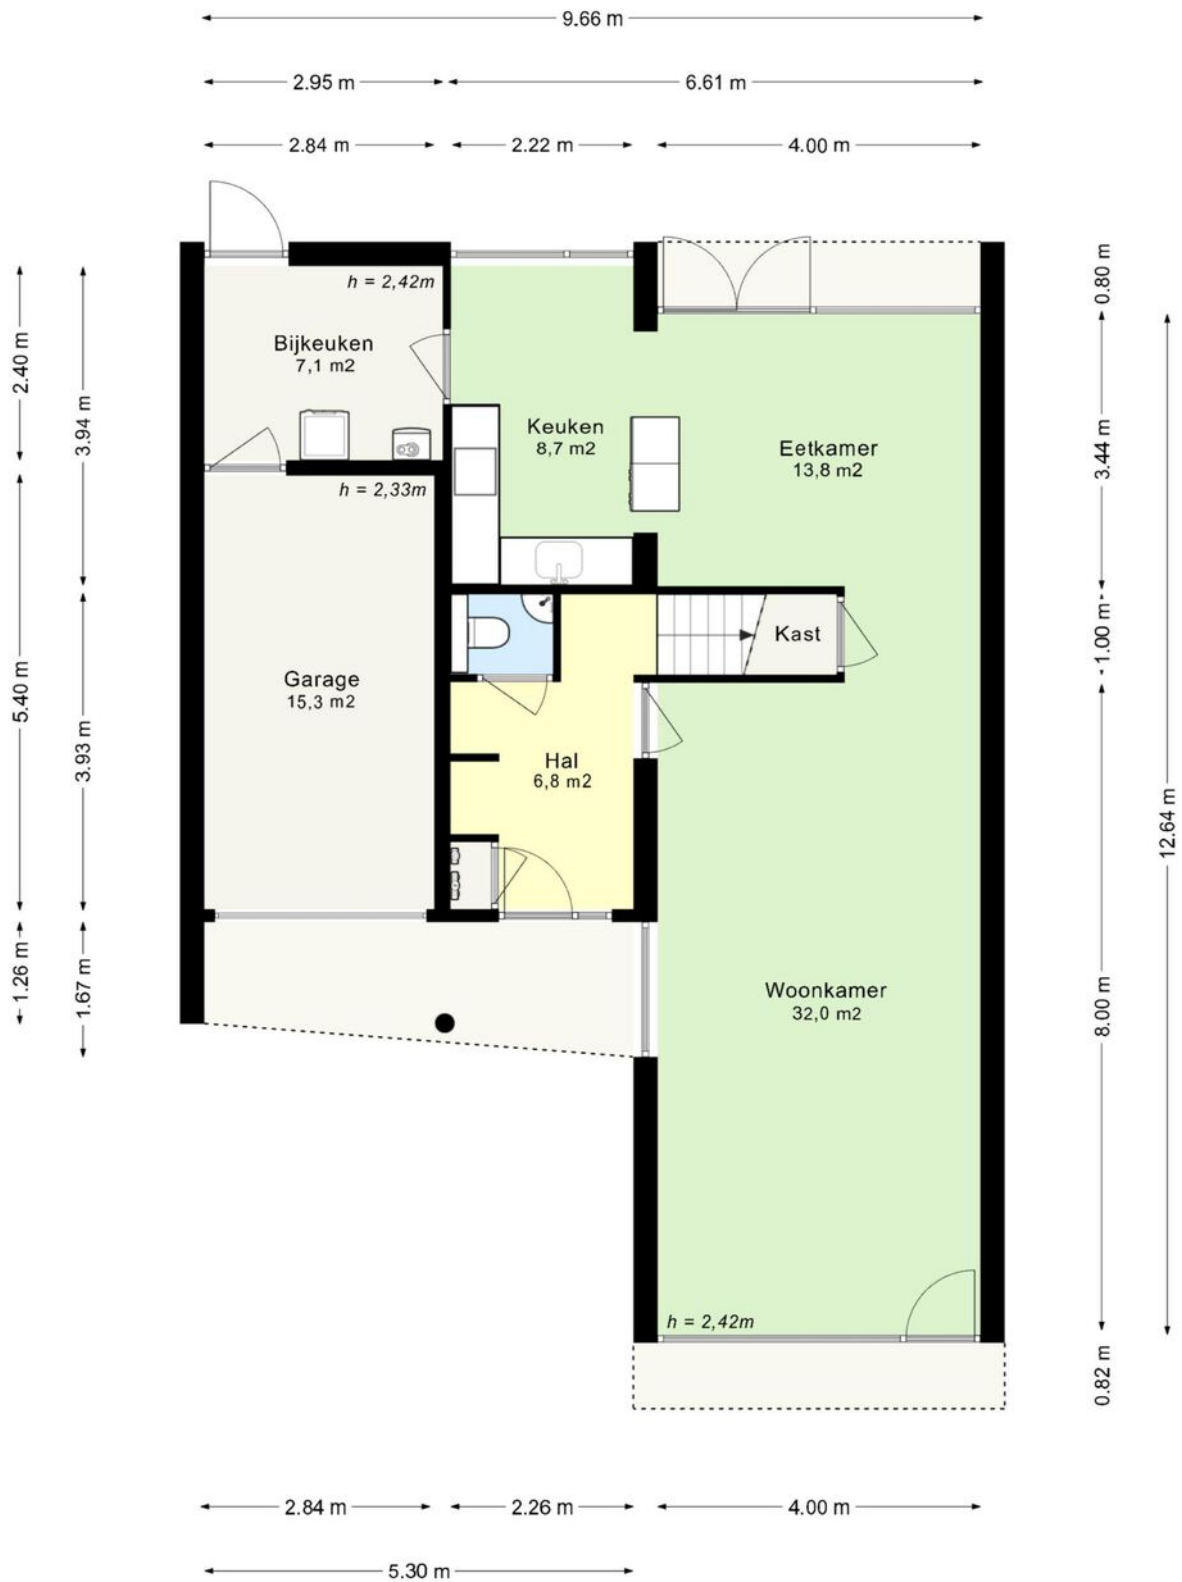 9.66 m
2.95 m
6.61 m
2.84 m
2.22 m
4.00 m
0.80 m
h = 2,42m
2.40 m
Bijkeuken
7,1 m2
3.94 m
Keuken
8,7 m2
Eetkamer
13,8 m2
3.44 m
h = 2,33m
1.00 m
Kast
5.40 m
Garage
15,3 m2
3.93 m
Hal
6,8 m2
12.64 m
1.26 m
1.67 m
Woonkamer
32,0 m2
8.00 m
h = 2,42m
0.82 m
2.84 m
2.26 m
4.00 m
5.30 m